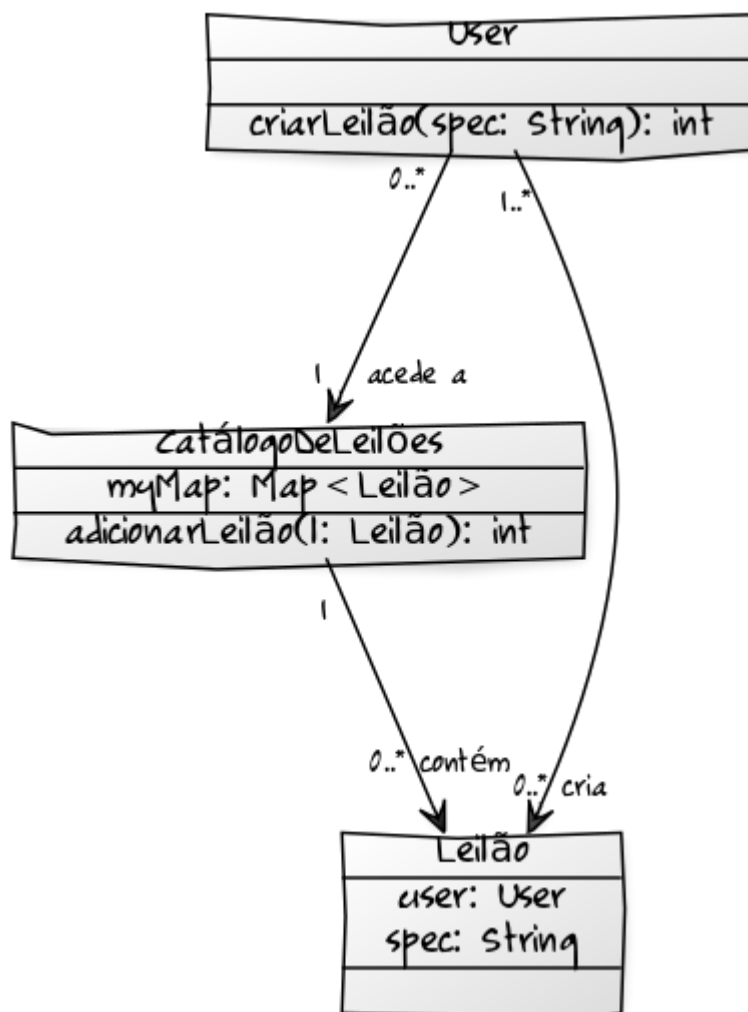 User
criarLeilão(spec: String): int
0..*
1..*
1
acede a
CatálogoDeLeilões
myMap: Map<Leilão>
adicionarLeilão(l: Leilão): int
1
0..* contém
0..* cria
Leilão
user: User
spec: String